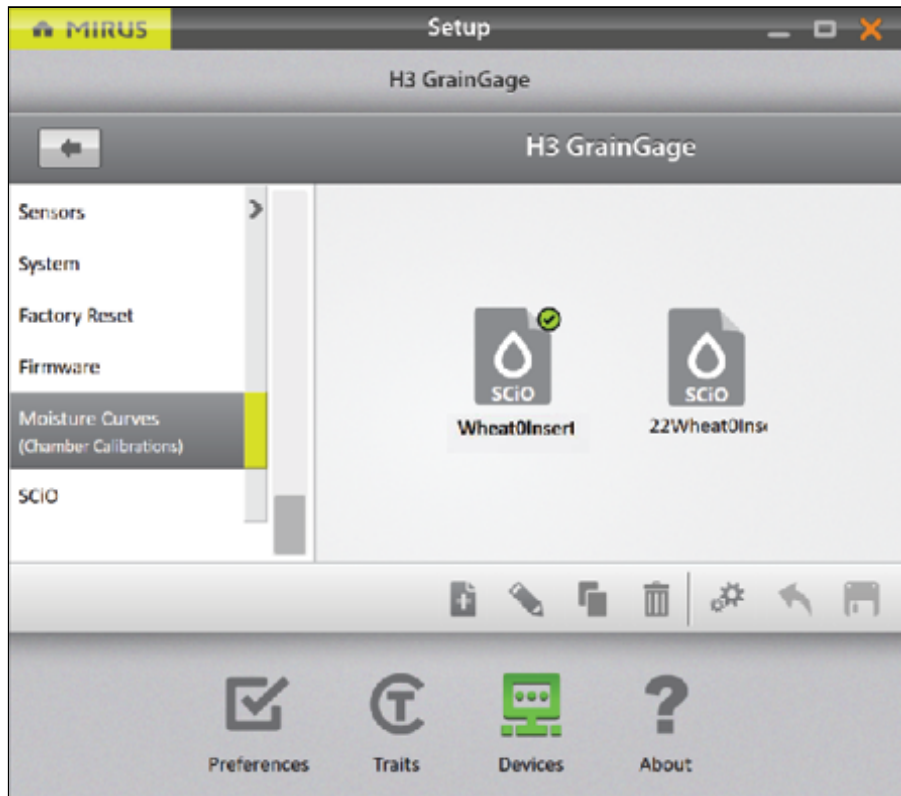 MIRUS
Setup
H3 GrainGage
H3 GrainGage
Sensors
System
Factory Reset
Firmware
Moisture Curves
(Chamber Calibrations)
SCiO
SCiO
Wheat0Insert
SCiO
22Wheat0Inse
Preferences
Traits
Devices
About